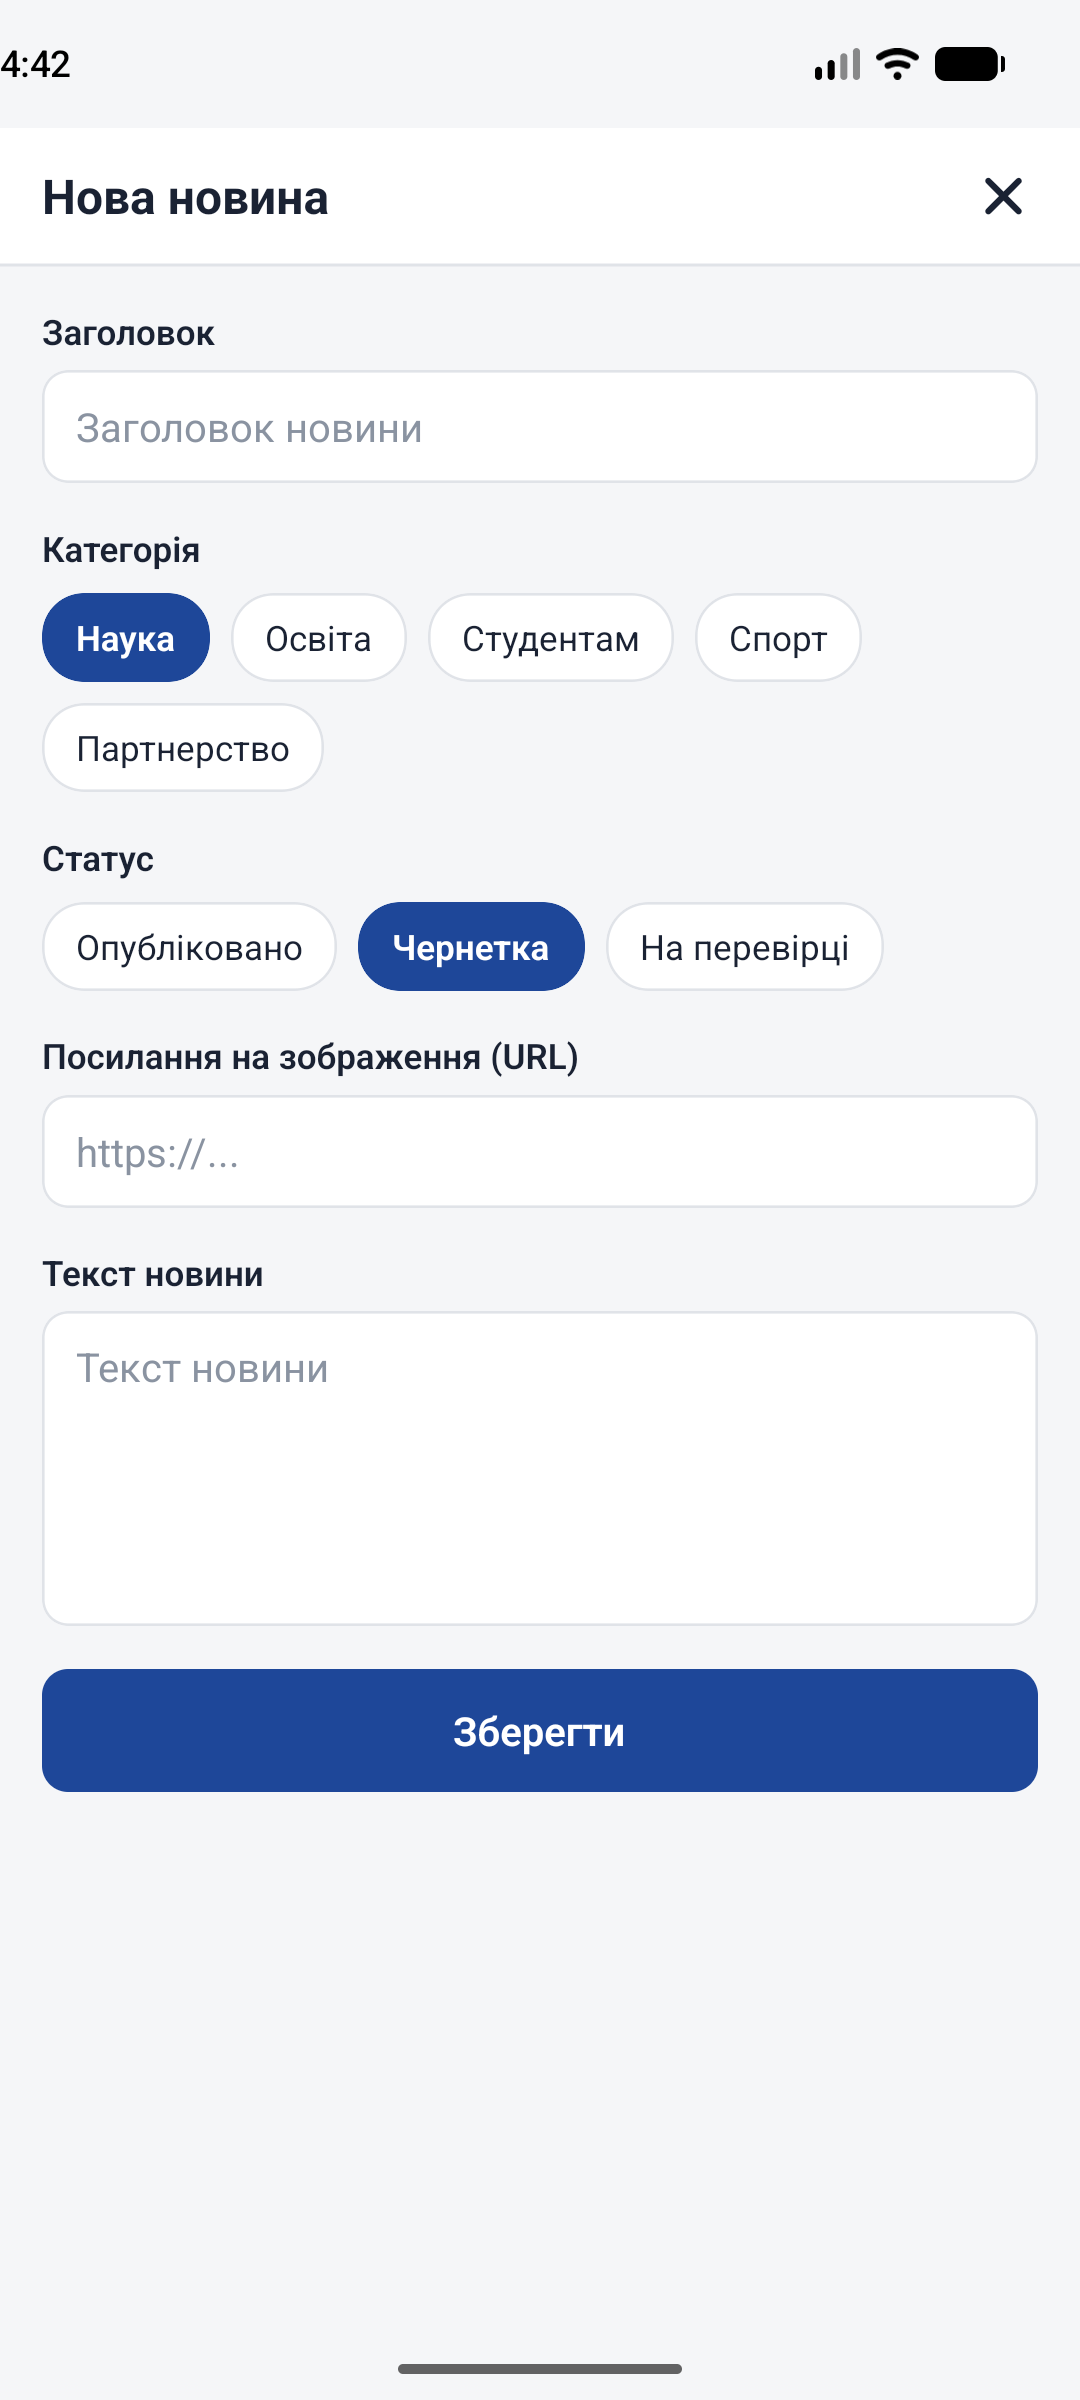 4:42
Нова новина
Заголовок
Заголовок новини
Категорія
Наука Освіта Студентам Спорт
Партнерство
Статус
Опубліковано Чернетка На перевірці
Посилання на зображення (URL)
https://...
Текст новини
Текст новини
Зберегти